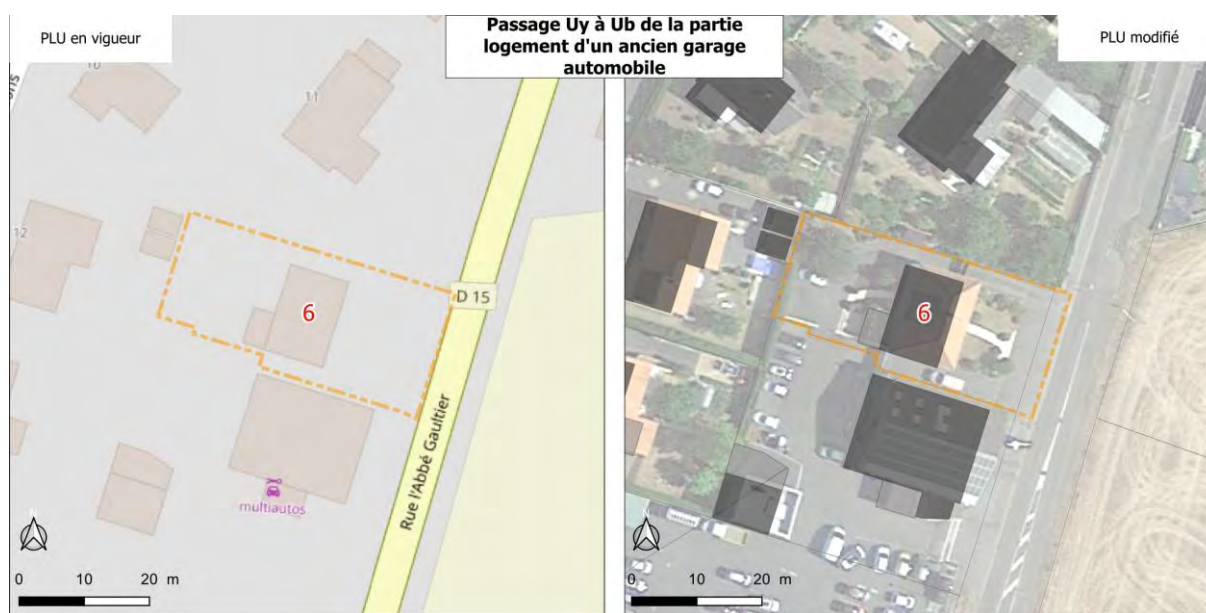 PLU en vigueur
Passage Uy à Ub de la partie
logement d'un ancien garage
automobile
PLU modifié
10
11
12
6
D 15
Rue l'Abbé Gaultier
multiautos
N
0 10 20 m
6
N
0 10 20 m